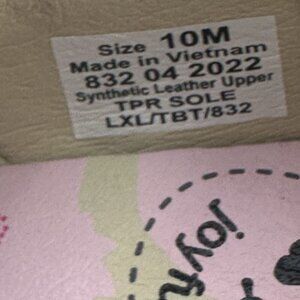 Size 10M
Made in Vietnam
832 04 2022
Synthetic Leather Upper
TPR SOLE
LXL/TBT/832